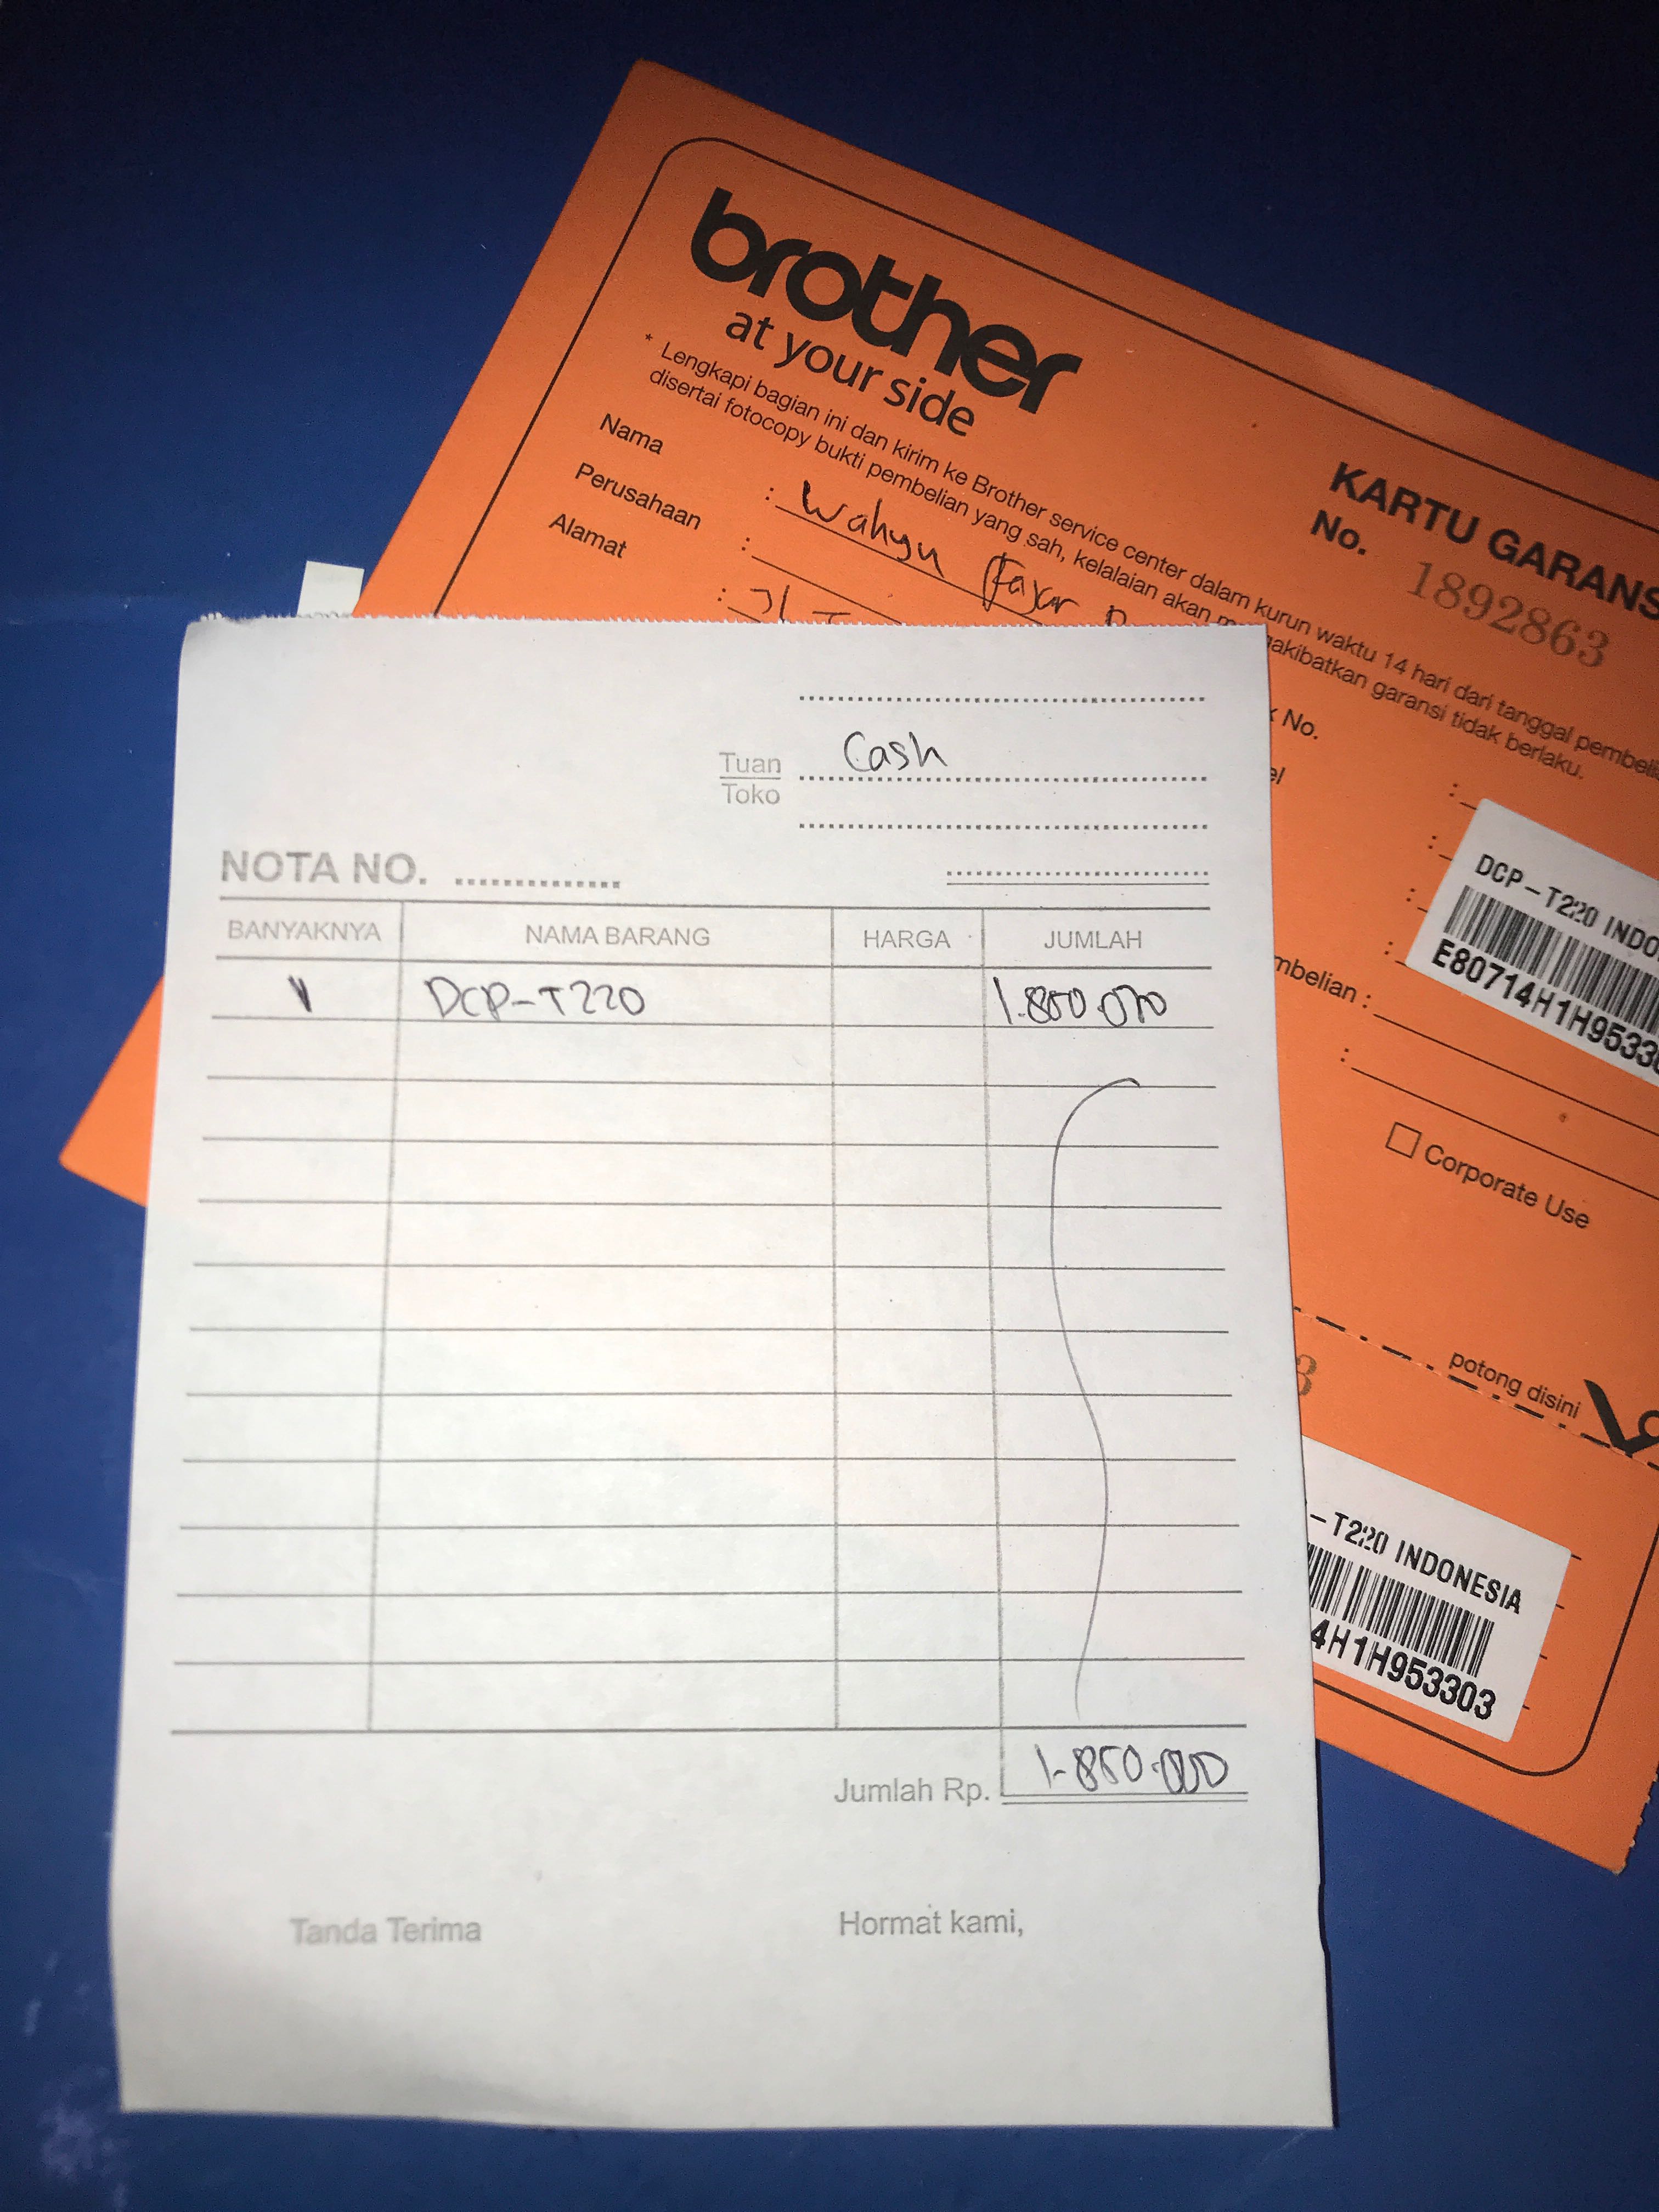 brother
at your side
* Lengkapi bagian ini dan kirim ke Brother service center dalam kurun waktu 14 hari dari tanggal pembeli
disertai fotocopy bukti pembelian yang sah, kelalaian akan mengakibatkan garansi tidak berlaku.
Nama : Wahyu Fajar
Perusahaan :
Alamat :
KARTU GARANS
No. 1892863
No.
DCP-T220 INDO
E80714H1H9533
mbelian :
Corporate Use
potong disini
3
-T220 INDONESIA
4H1H953303
Tuan Cash
Toko
NOTA NO.
BANYAKNYA NAMA BARANG HARGA JUMLAH
1 DCP-T220 1.850.000
Jumlah Rp. 1.850.000
Tanda Terima Hormat kami,